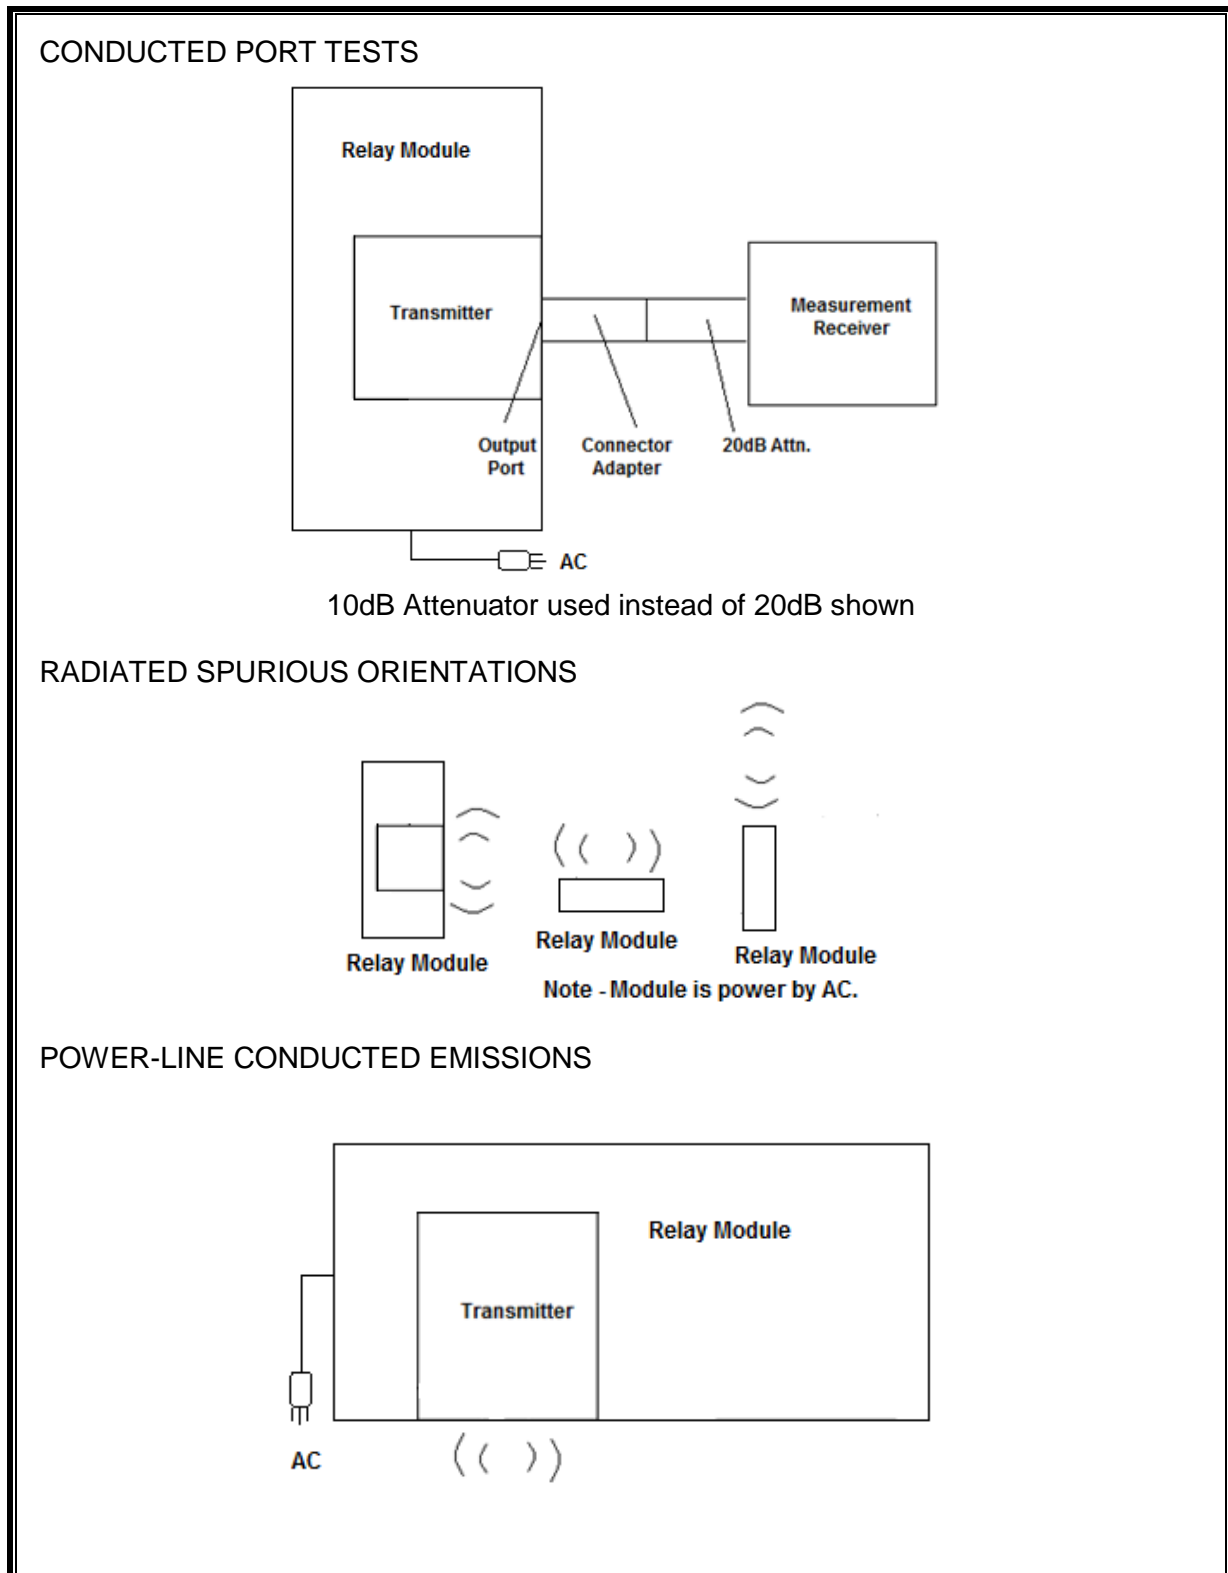 CONDUCTED PORT TESTS
Relay Module
Transmitter
Measurement
Receiver
Output
Port
Connector
Adapter
20dB Attn.
AC
10dB Attenuator used instead of 20dB shown
RADIATED SPURIOUS ORIENTATIONS
Relay Module
Relay Module
Relay Module
Note - Module is power by AC.
POWER-LINE CONDUCTED EMISSIONS
Relay Module
Transmitter
AC